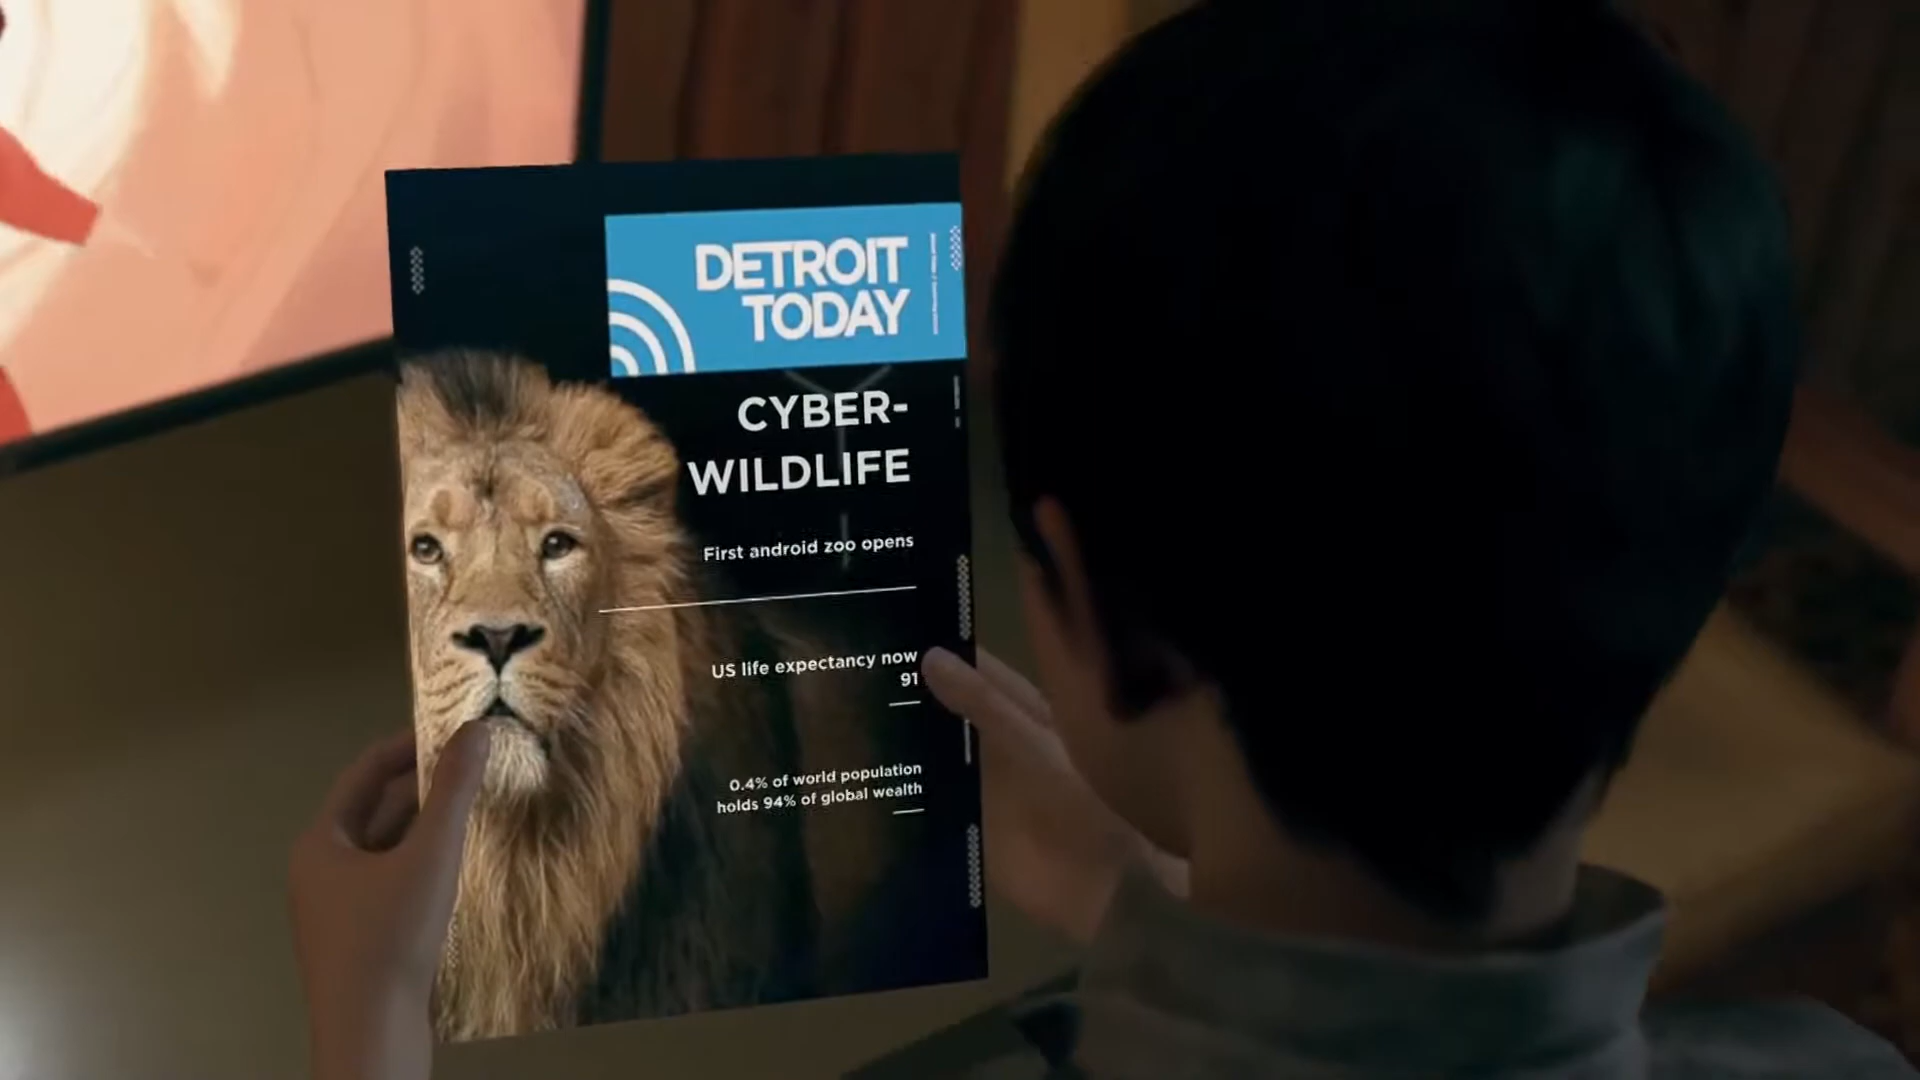 DETROIT
TODAY
CYBER-
WILDLIFE
First android zoo opens
US life expectancy now
91
0.4% of world population
holds 94% of global wealth